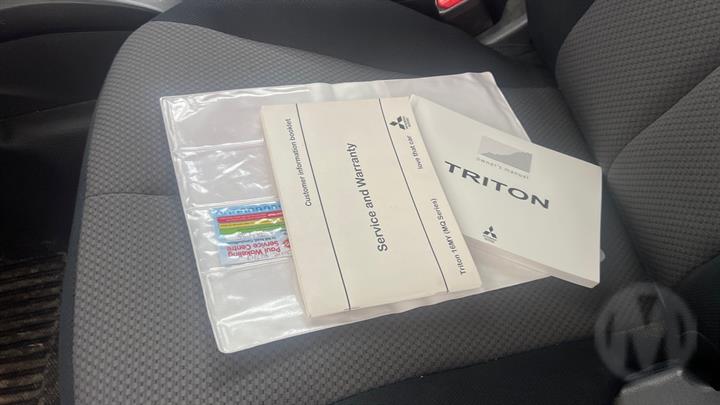 Customer information booklet
Service and Warranty
love that car
Triton 16MY (MQ Series)
owner's manual
TRITON
Paul Wakeling
Service Centre